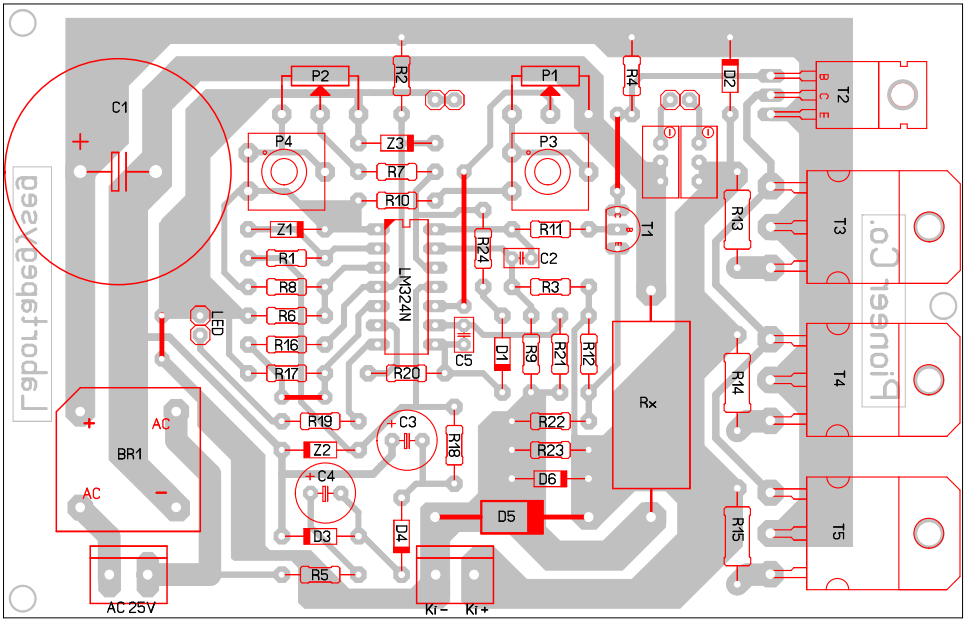 P2
R2
P1
R4
D2
B
C
E
T2
C1
+
P4
Z3
P3
R7
R10
R13
T3
Z1
R11
C
B
E
T1
R1
LM324N
R24
C2
R8
R3
Labortapegyseg
Pioneer Co.
LED
R6
C5
D1
R9
R21
R12
R16
R17
R20
R14
T4
Rx
+
AC
R19
+
C3
R22
BR1
Z2
R18
R23
AC
-
+
C4
D6
D5
R15
T5
D3
D4
R5
AC 25V
Ki -
Ki +